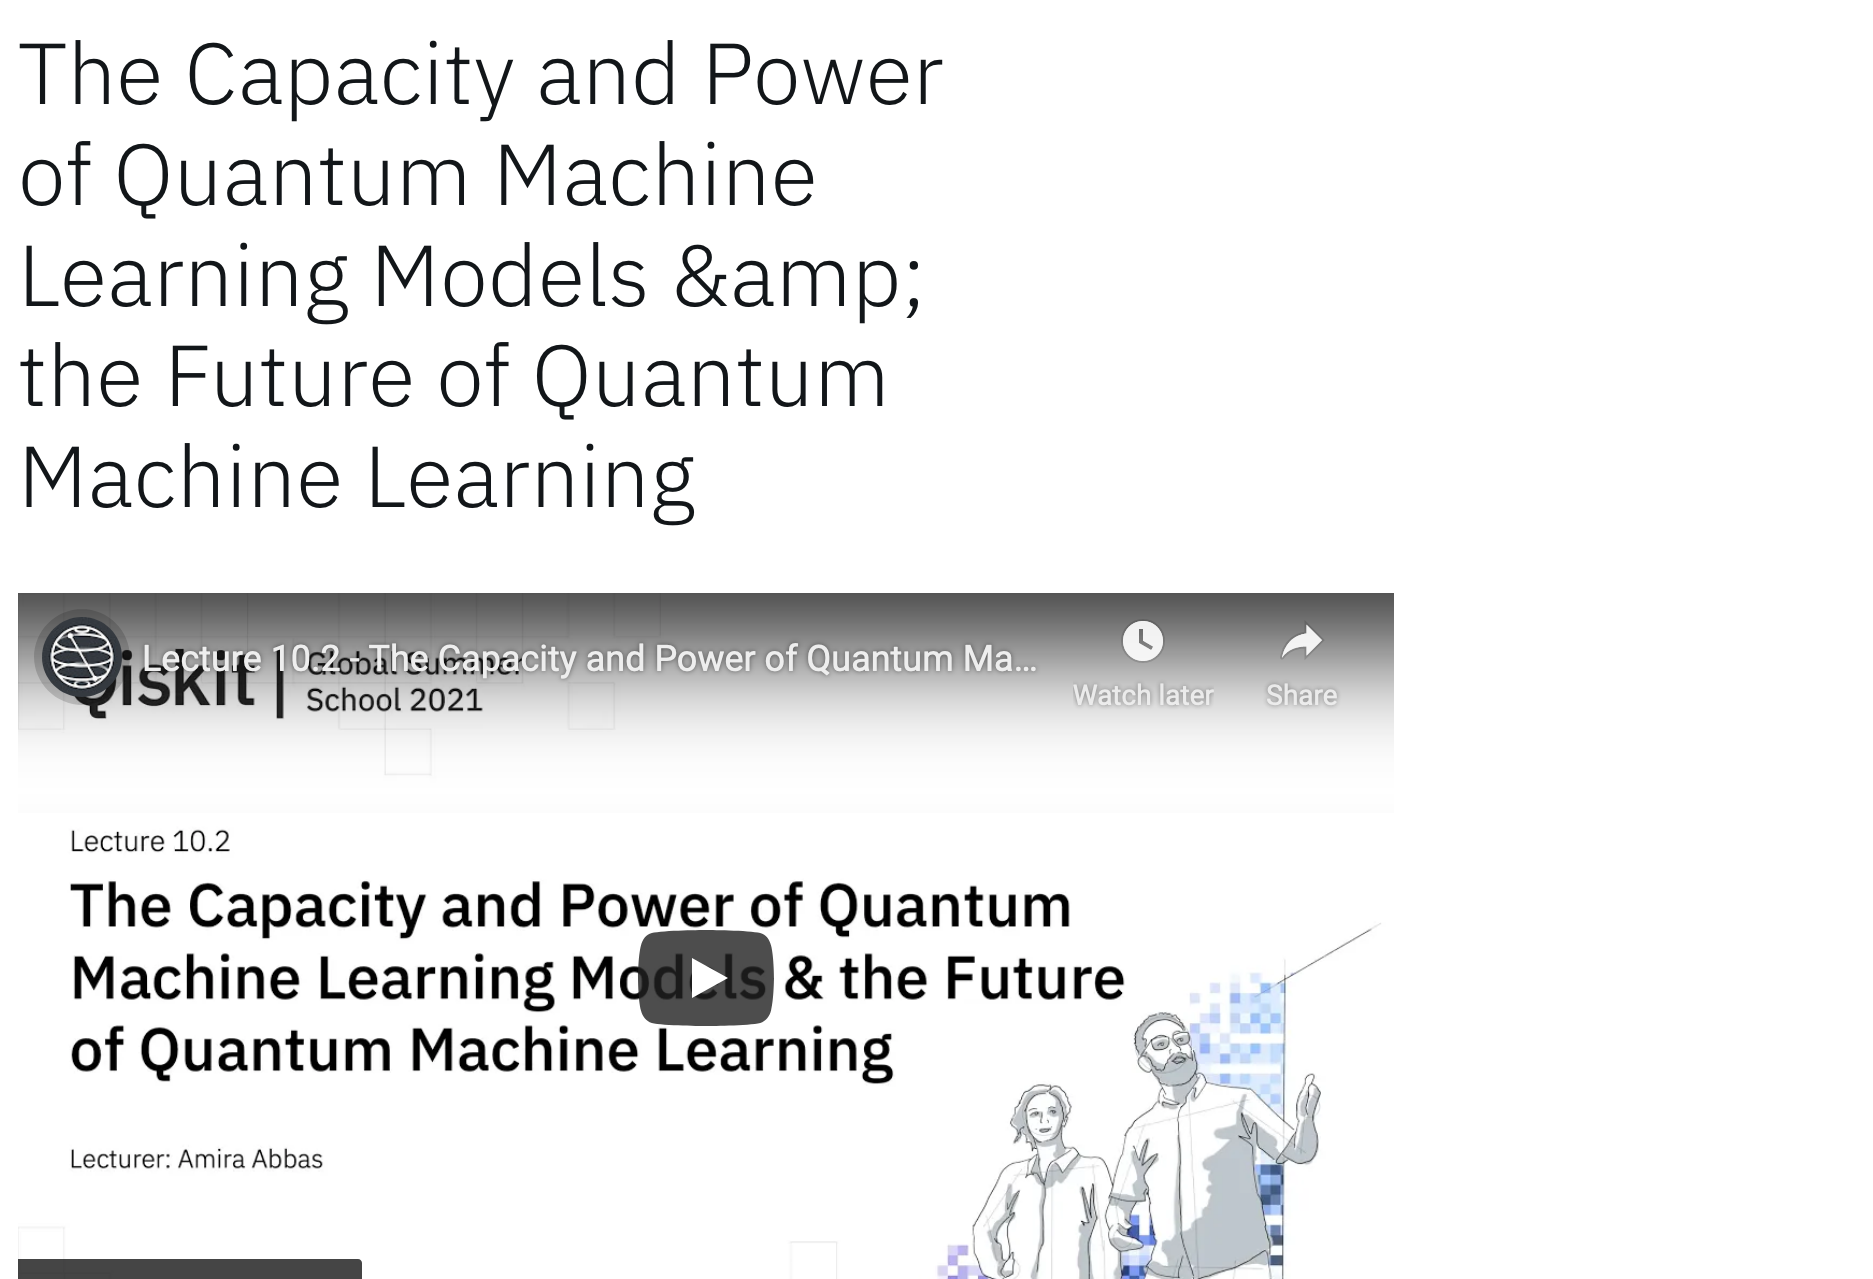 The Capacity and Power
of Quantum Machine
Learning Models &amp;
the Future of Quantum
Machine Learning
Lecture 10.2 - The Capacity and Power of Quantum Ma...
Watch later
Share
Qiskit | Global Summer
School 2021
Lecture 10.2
The Capacity and Power of Quantum
Machine Learning Models & the Future
of Quantum Machine Learning
Lecturer: Amira Abbas